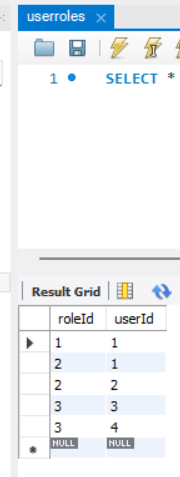 userroles
1 SELECT *
Result Grid
roleId userId
1 1
2 1
2 2
3 3
3 4
NULL NULL